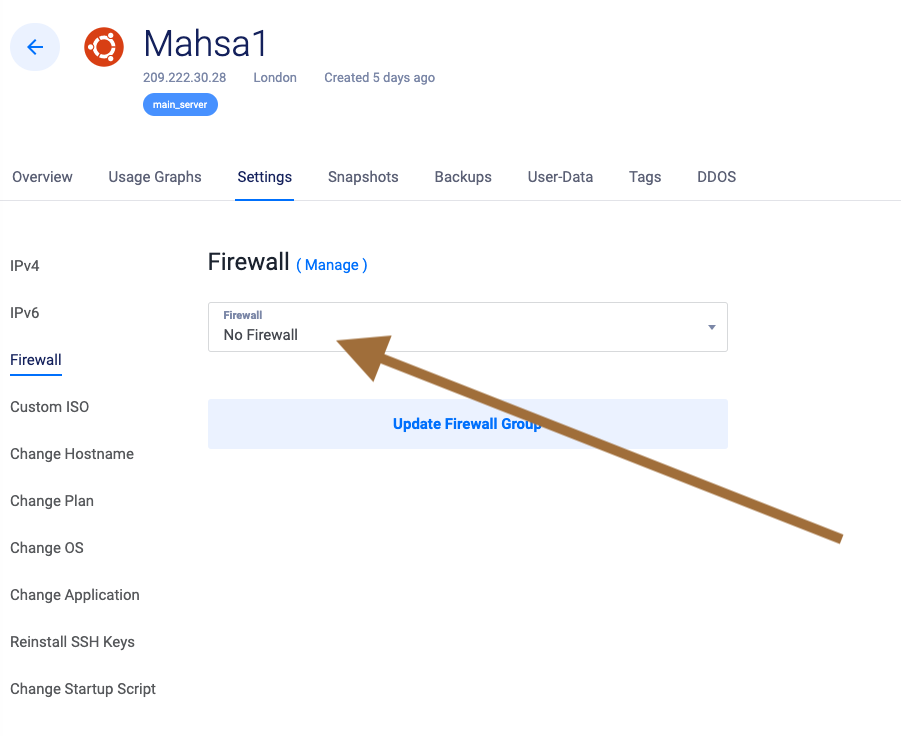 Mahsa1
209.222.30.28 London Created 5 days ago
main_server
Overview Usage Graphs Settings Snapshots Backups User-Data Tags DDOS
IPv4
IPv6
Firewall
Custom ISO
Change Hostname
Change Plan
Change OS
Change Application
Reinstall SSH Keys
Change Startup Script
Firewall ( Manage )
Firewall
No Firewall
Update Firewall Group